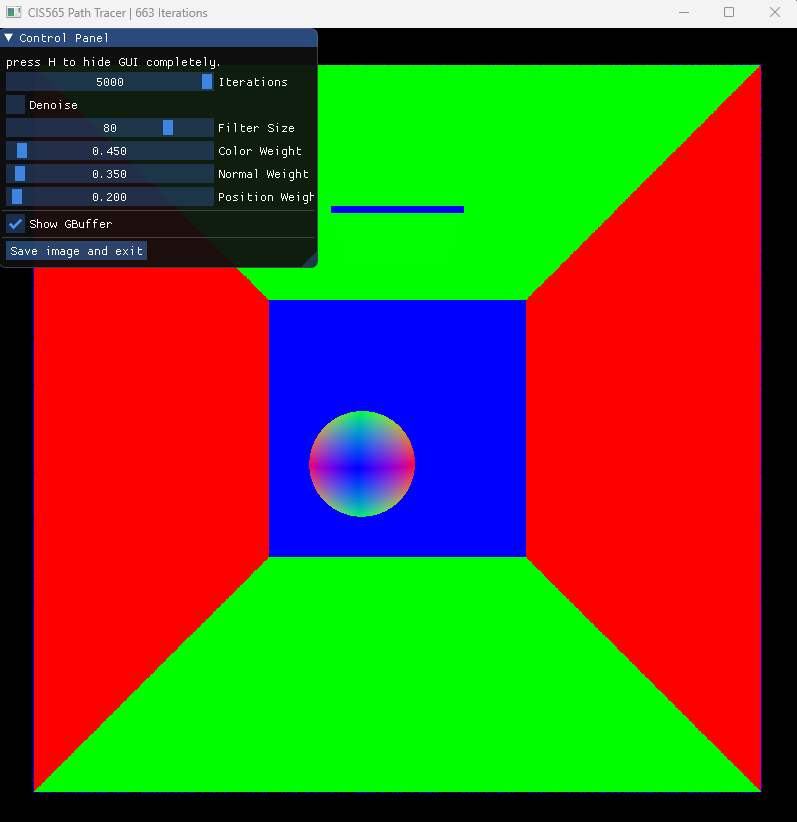 CIS565 Path Tracer | 663 Iterations
Control Panel
press H to hide GUI completely.
5000 Iterations
Denoise
80 Filter Size
0.450 Color Weight
0.350 Normal Weight
0.200 Position Weigh
Show GBuffer
Save image and exit